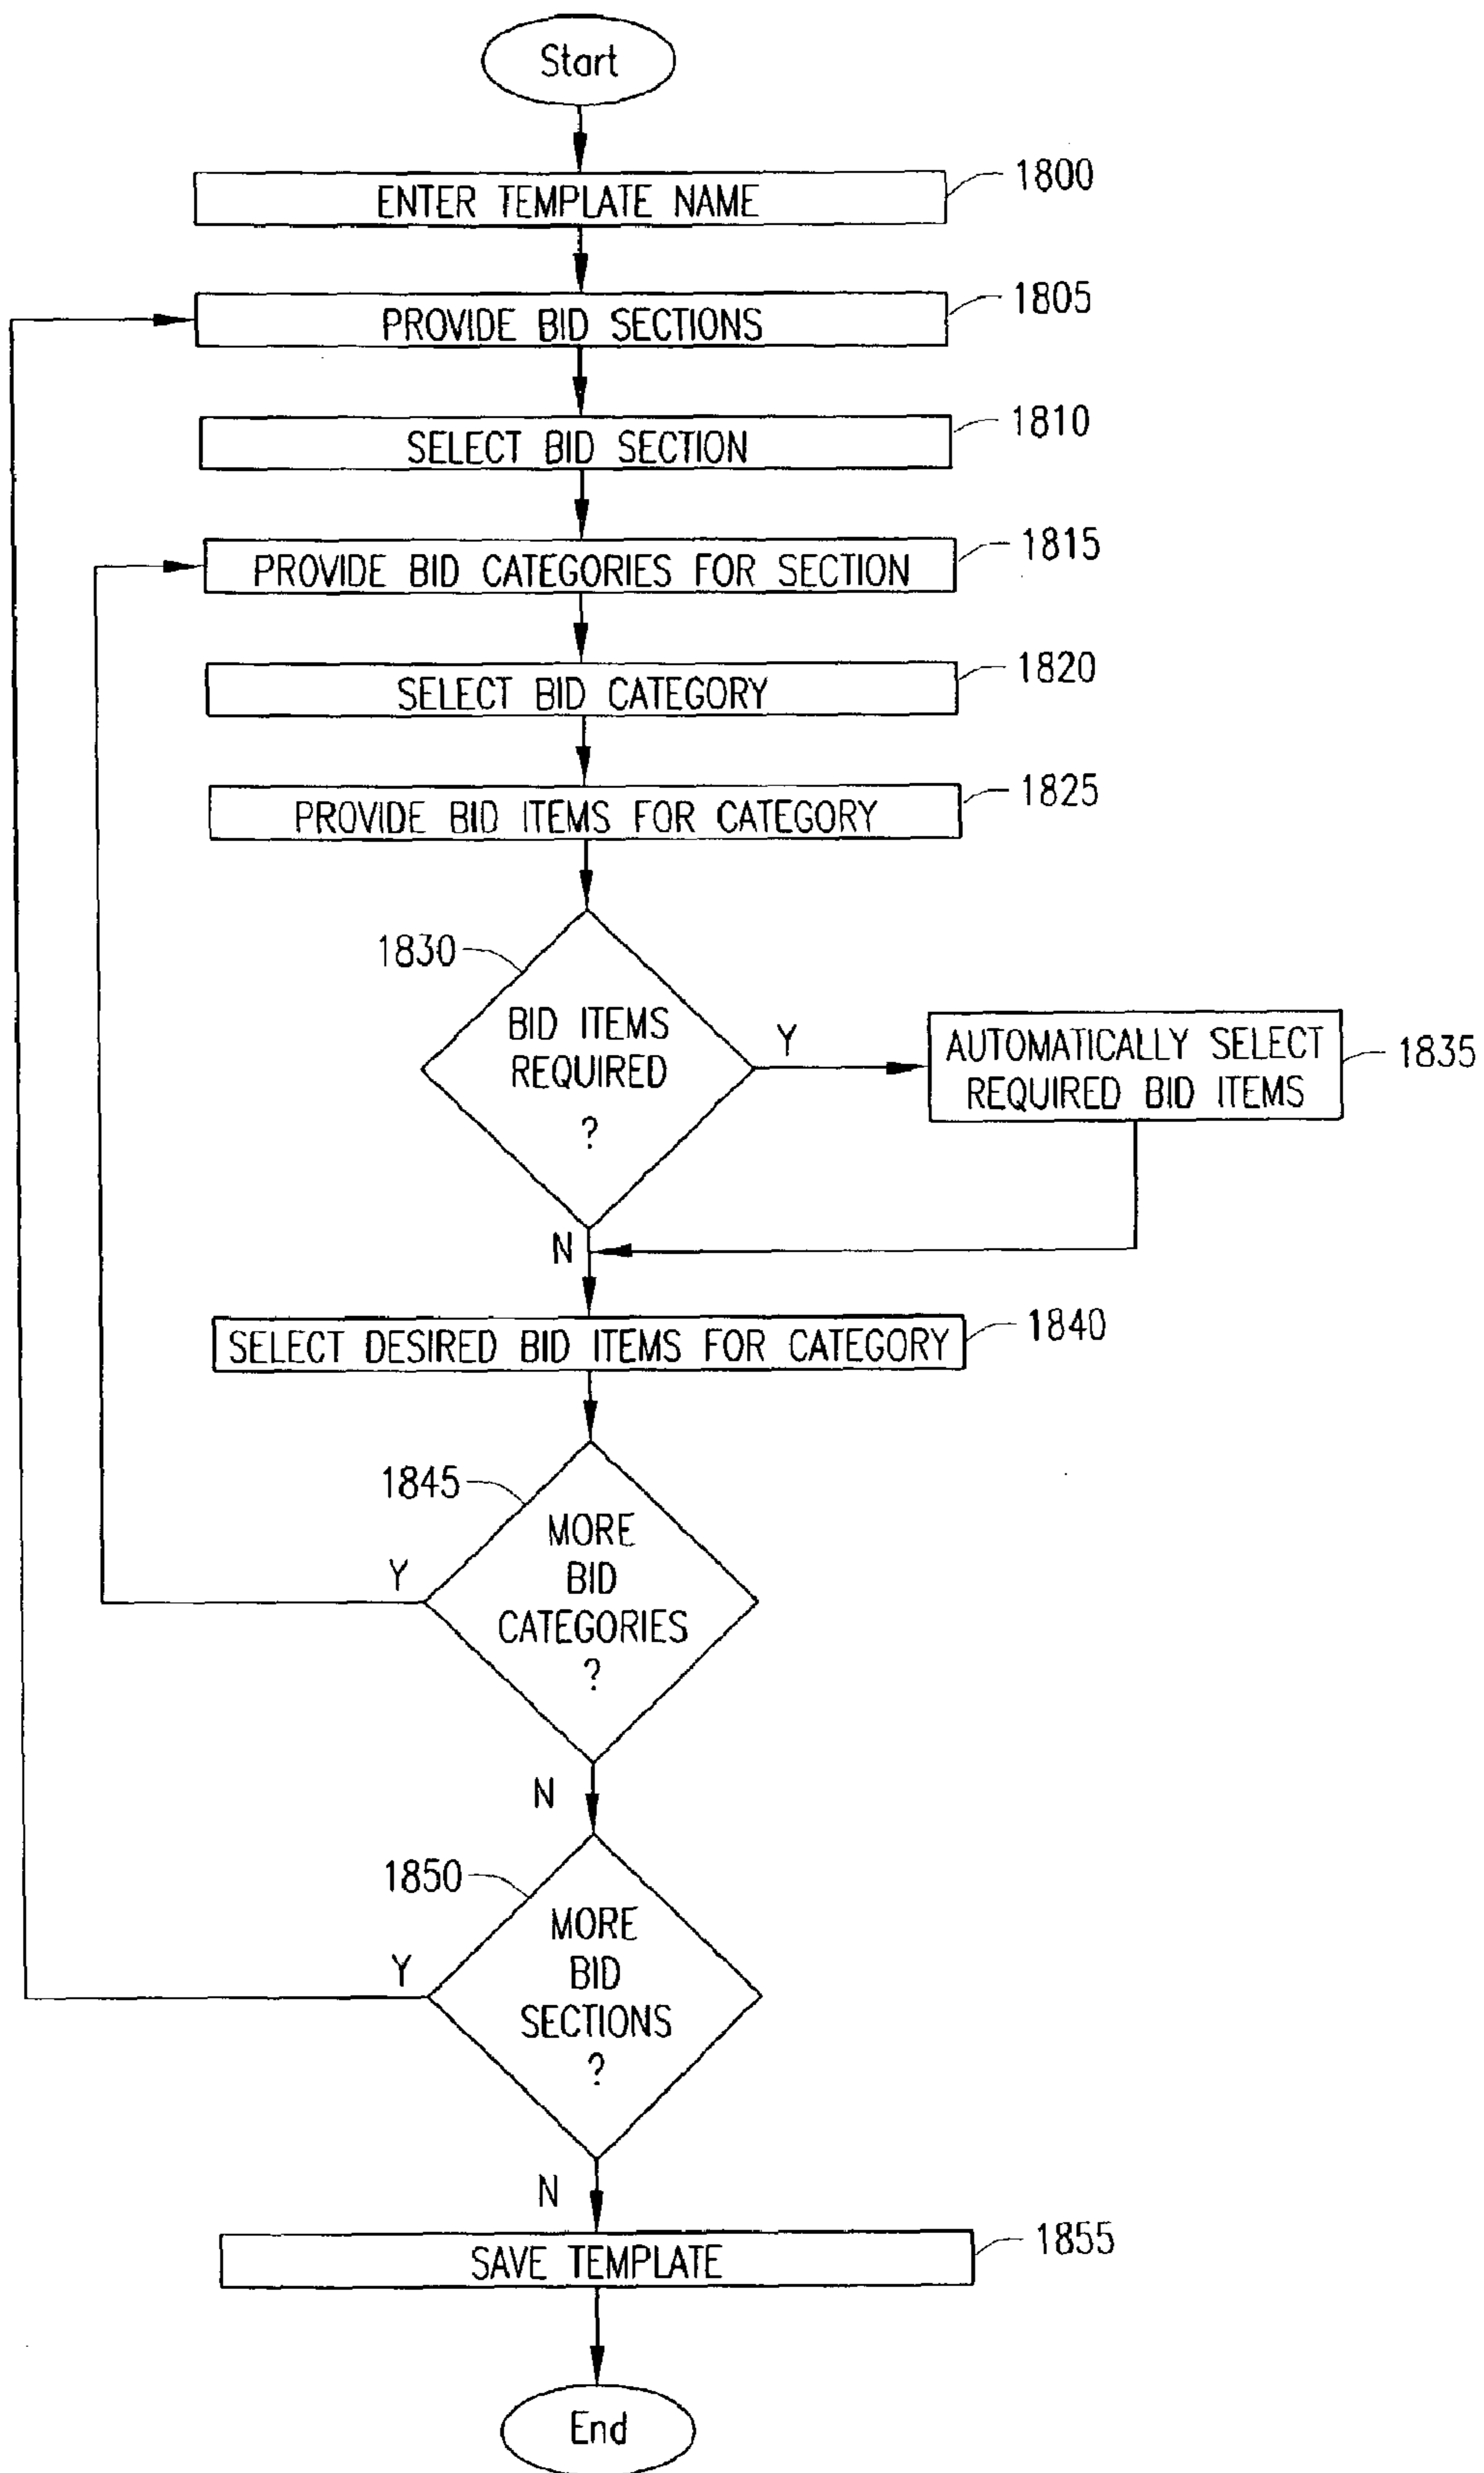 Start
ENTER TEMPLATE NAME
1800
PROVIDE BID SECTIONS
1805
SELECT BID SECTION
1810
PROVIDE BID CATEGORIES FOR SECTION
1815
SELECT BID CATEGORY
1820
PROVIDE BID ITEMS FOR CATEGORY
1825
1830
BID ITEMS
REQUIRED
?
Y
AUTOMATICALLY SELECT
REQUIRED BID ITEMS
1835
N
SELECT DESIRED BID ITEMS FOR CATEGORY
1840
1845
MORE
BID
CATEGORIES
?
Y
N
1850
MORE
BID
SECTIONS
?
Y
N
SAVE TEMPLATE
1855
End